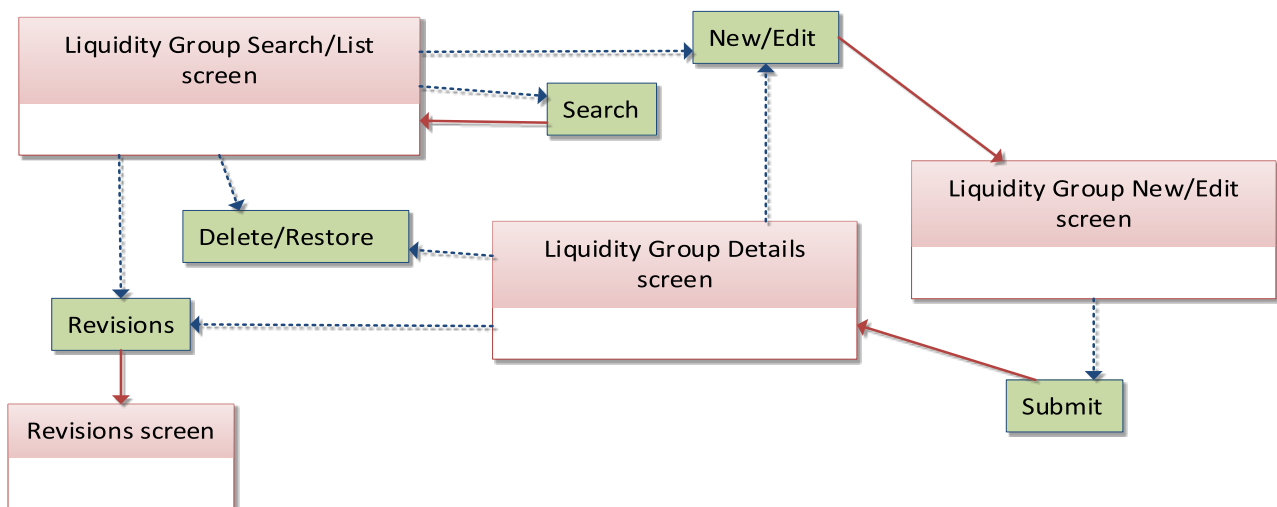 Liquidity Group Search/List
screen
New/Edit
Search
Liquidity Group New/Edit
screen
Delete/Restore
Liquidity Group Details
screen
Revisions
Submit
Revisions screen